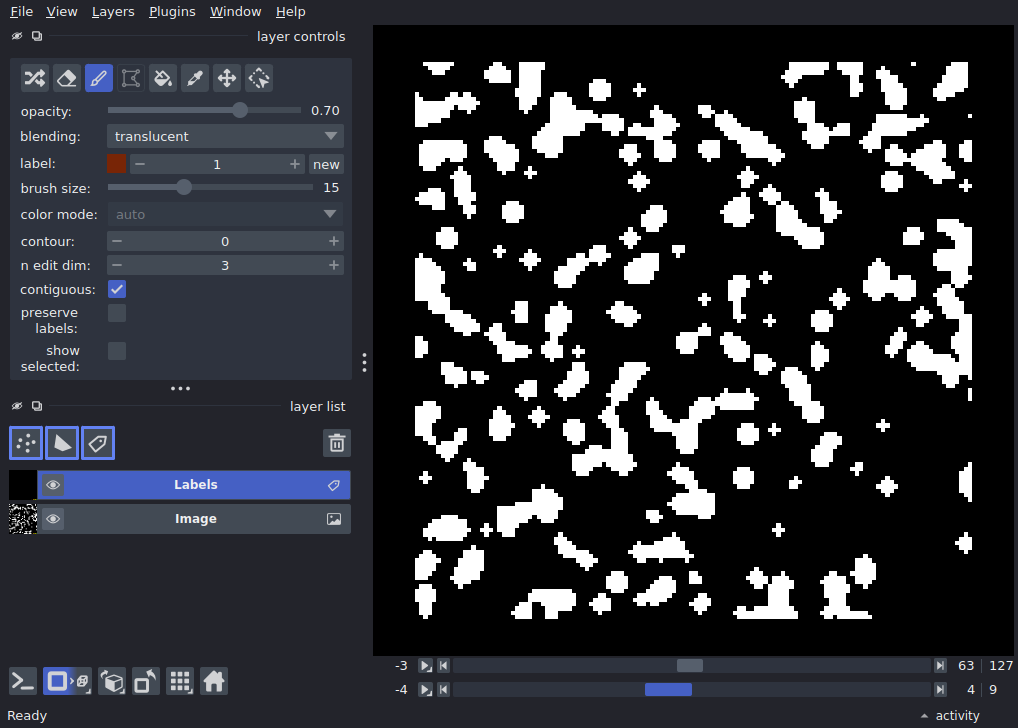 File View Layers Plugins Window Help
layer controls
opacity: 0.70
blending: translucent
label: 1 new
brush size: 15
color mode: auto
contour: 0
n edit dim: 3
contiguous:
preserve
labels:
show
selected:
layer list
Labels
Image
-3 63 127
-4 4 9
Ready activity